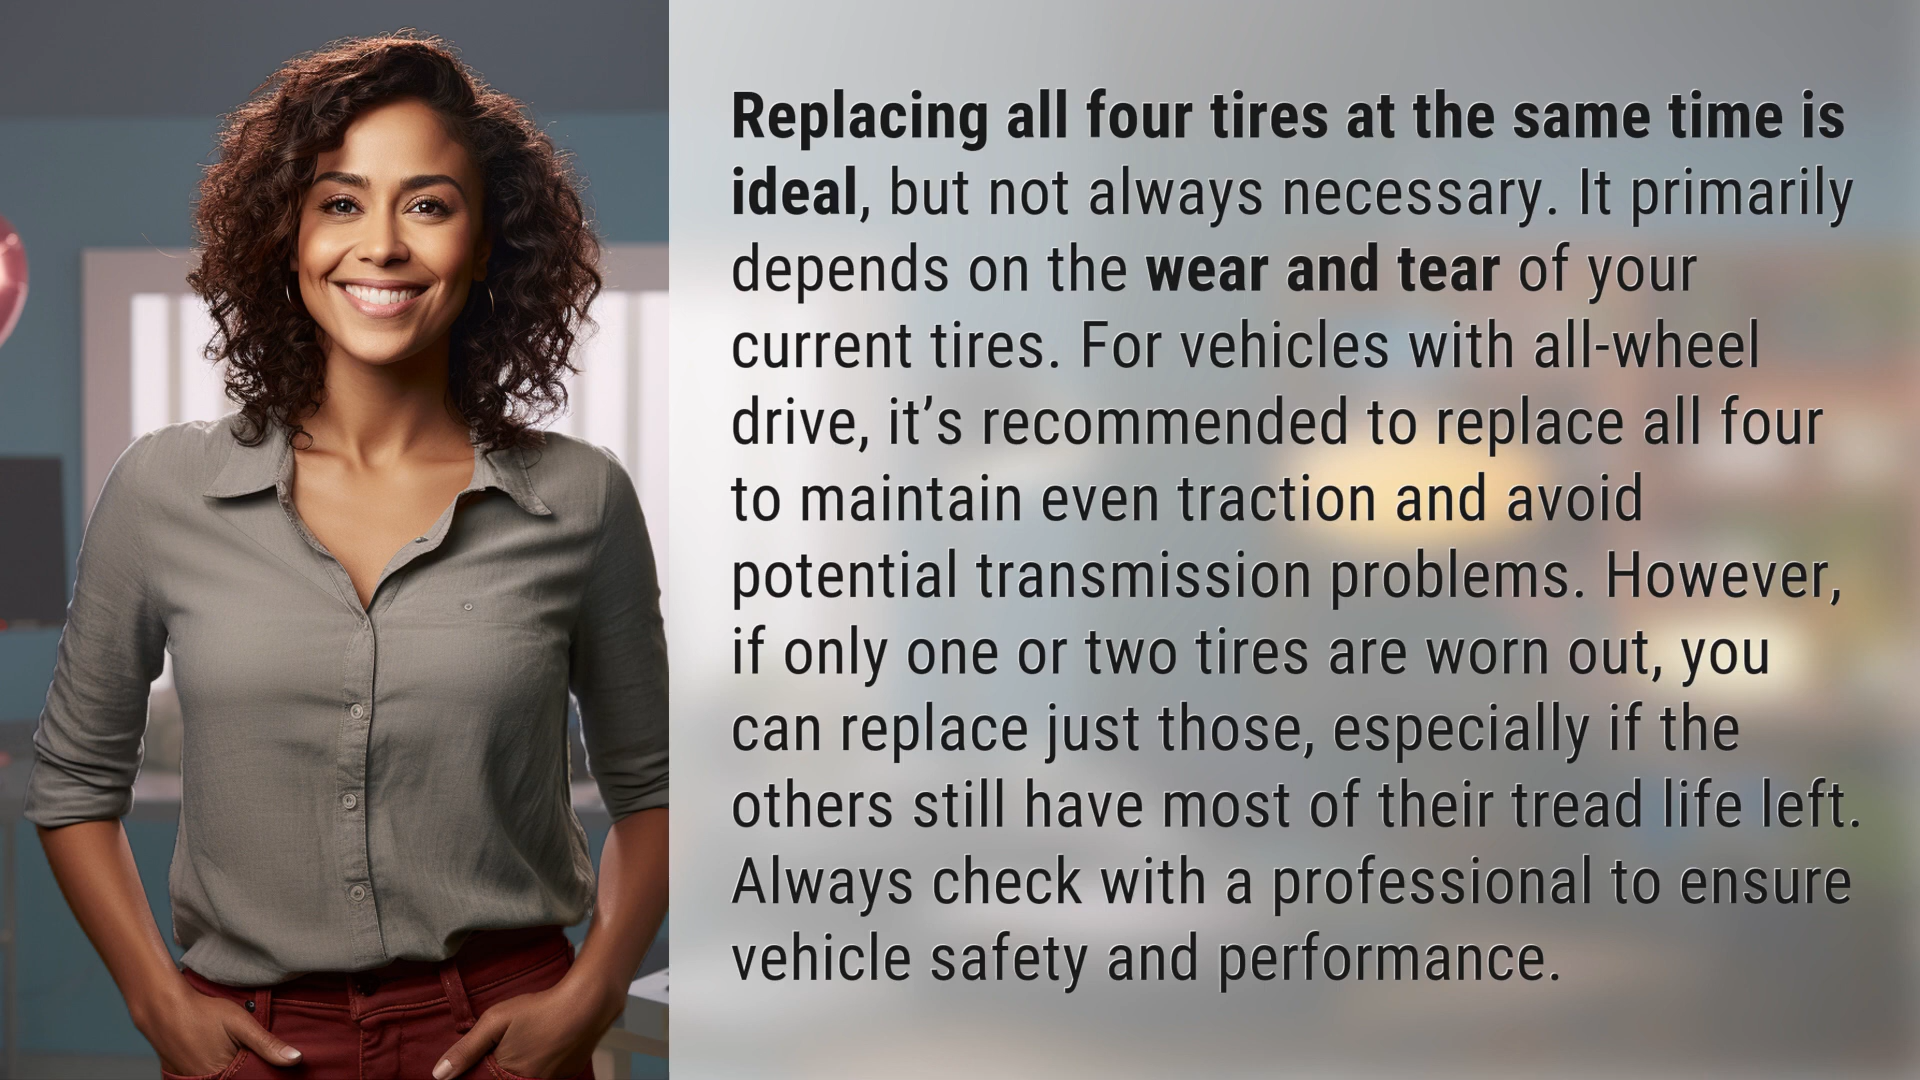 Replacing all four tires at the same time is
ideal, but not always necessary. It primarily
depends on the wear and tear of your
current tires. For vehicles with all-wheel
drive, it’s recommended to replace all four
to maintain even traction and avoid
potential transmission problems. However,
if only one or two tires are worn out, you
can replace just those, especially if the
others still have most of their tread life left.
Always check with a professional to ensure
vehicle safety and performance.